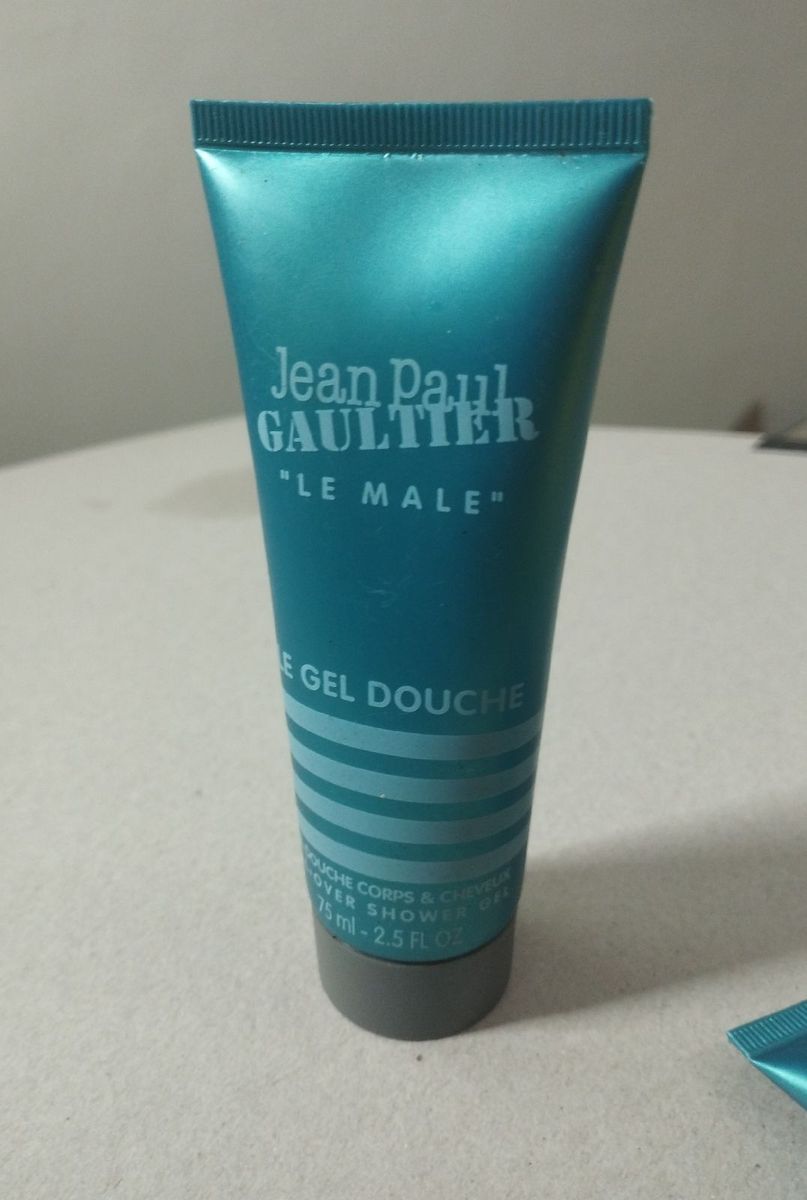 Jean Paul
GAULTIER
"LE MALE"
LE GEL DOUCHE
DOUCHE CORPS & CHEVEUX
SHOWER GEL
75 ml - 2.5 FL OZ